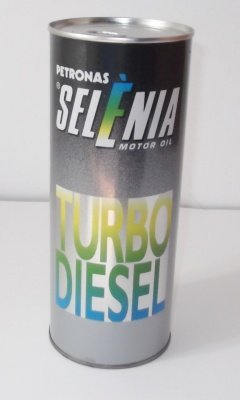 PETRONAS
SELÈNIA
MOTOR OIL
TURBO
DIESEL